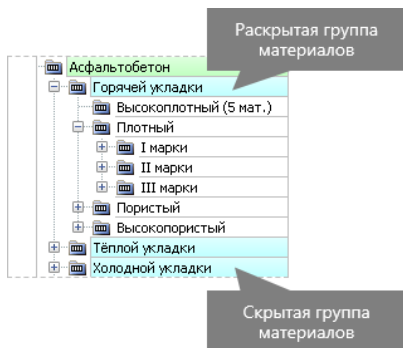 Раскрытая группа
материалов
Асфальтобетон
Горячей укладки
Высокоплотный (5 мат.)
Плотный
I марки
II марки
III марки
Пористый
Высокопористый
Тёплой укладки
Холодной укладки
Скрытая группа
материалов